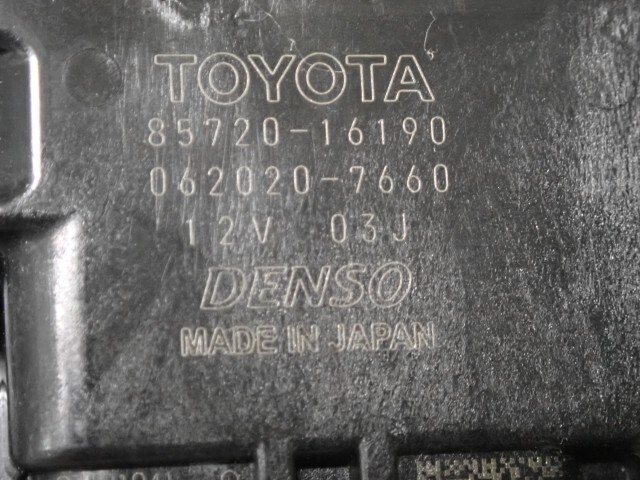 TOYOTA
85720-16190
062020-7660
12V 03J
DENSO
MADE IN JAPAN